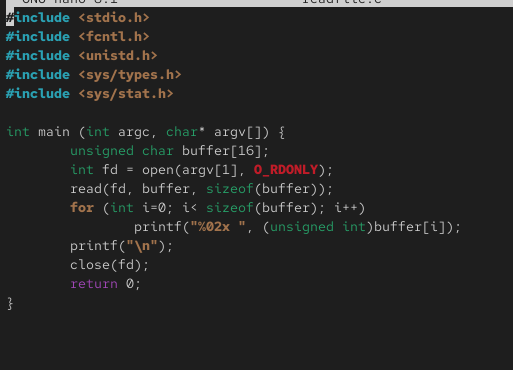 #include <stdio.h>
#include <fcntl.h>
#include <unistd.h>
#include <sys/types.h>
#include <sys/stat.h>

int main (int argc, char* argv[]) {
        unsigned char buffer[16];
        int fd = open(argv[1], O_RDONLY);
        read(fd, buffer, sizeof(buffer));
        for (int i=0; i< sizeof(buffer); i++)
                printf("%02x ", (unsigned int)buffer[i]);
        printf("\n");
        close(fd);
        return 0;
}